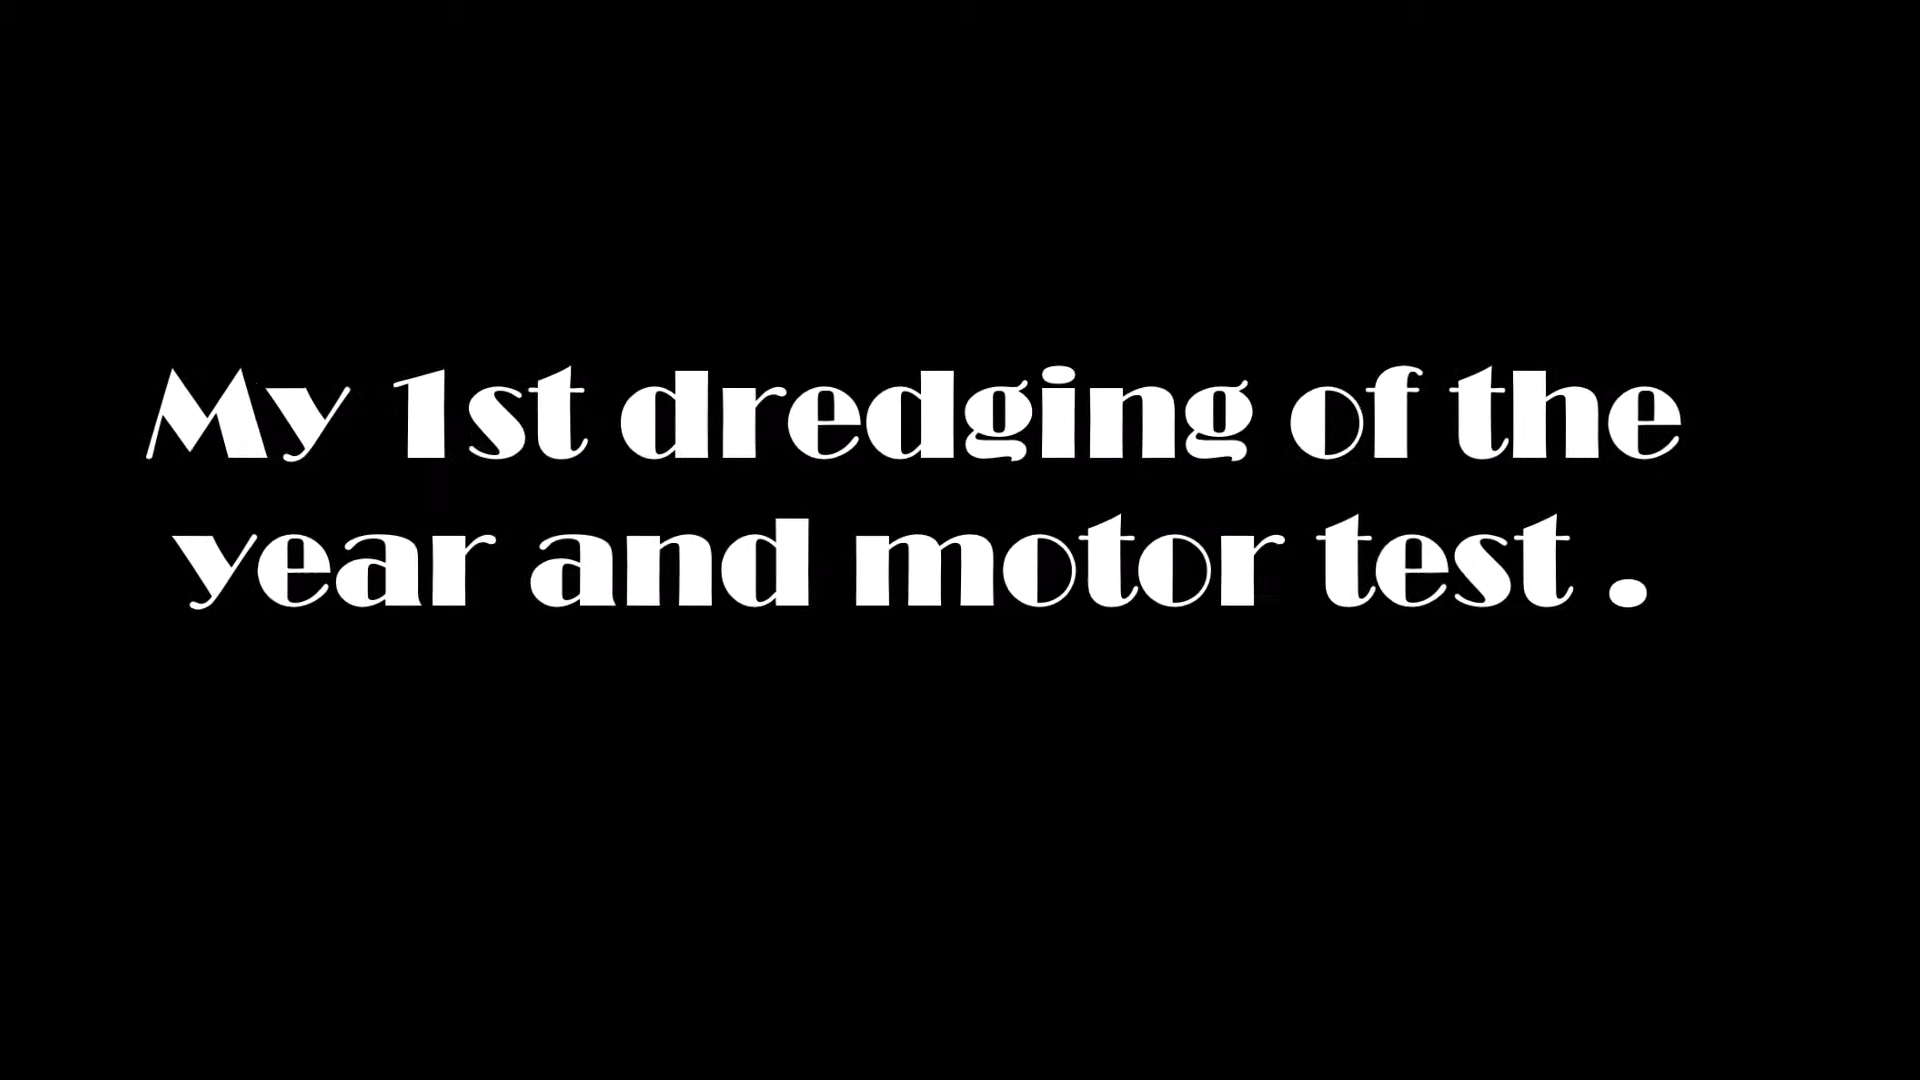 My 1st dredging of the
year and motor test .